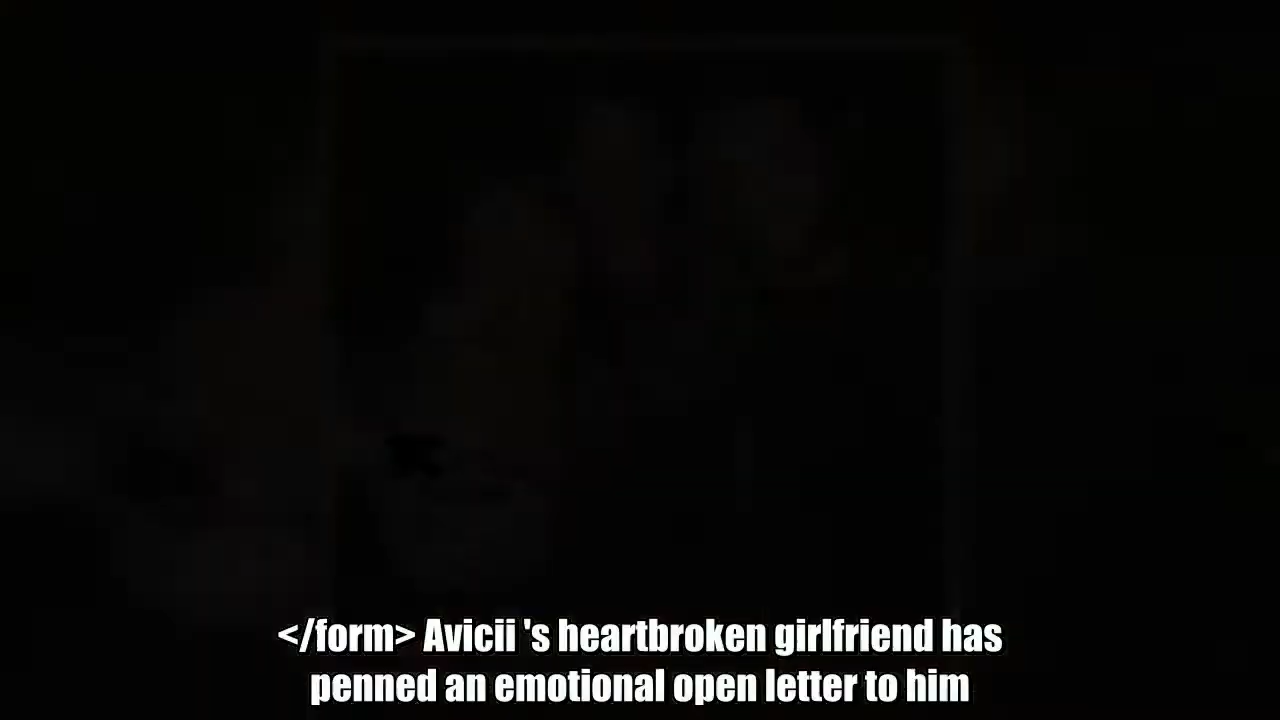 </form> Avicii 's heartbroken girlfriend has
penned an emotional open letter to him